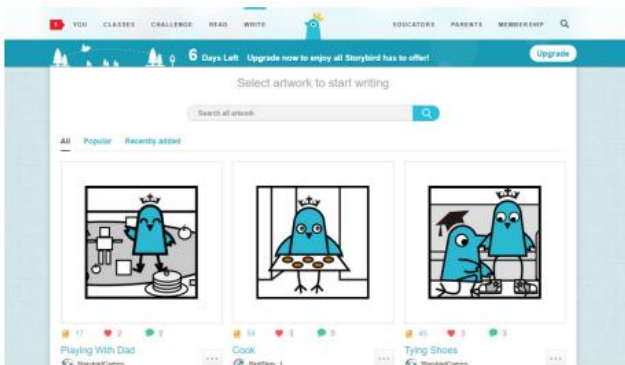 1 YOU CLASSES CHALLENGE READ WRITE EDUCATORS PARENTS MEMBERSHIP
6 Days Left Upgrade now to enjoy all Storybird has to offer! Upgrade
Select artwork to start writing
Search all artwork
All Popular Recently added
17 2 2 3 5 45 3 3
Playing With Dad Cook Tying Shoes
StorybirdComics StorybirdComics